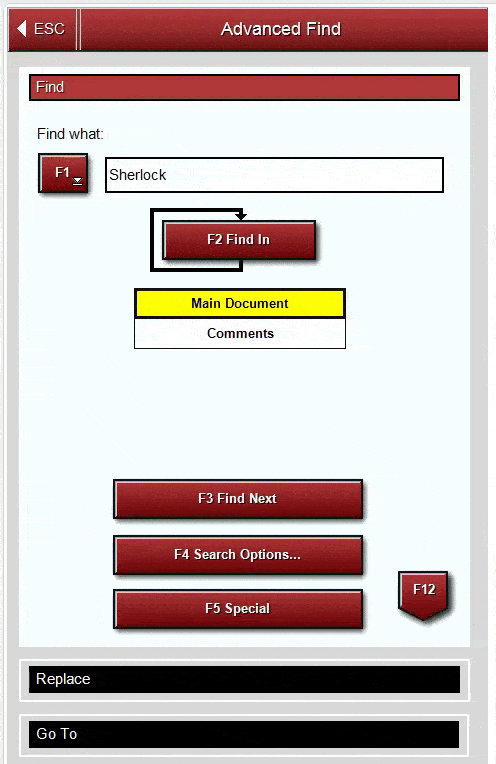 ESC Advanced Find
Find
Find what:
F1 Sherlock
F2 Find In
Main Document
Comments
F3 Find Next
F4 Search Options...
F5 Special
F12
Replace
Go To